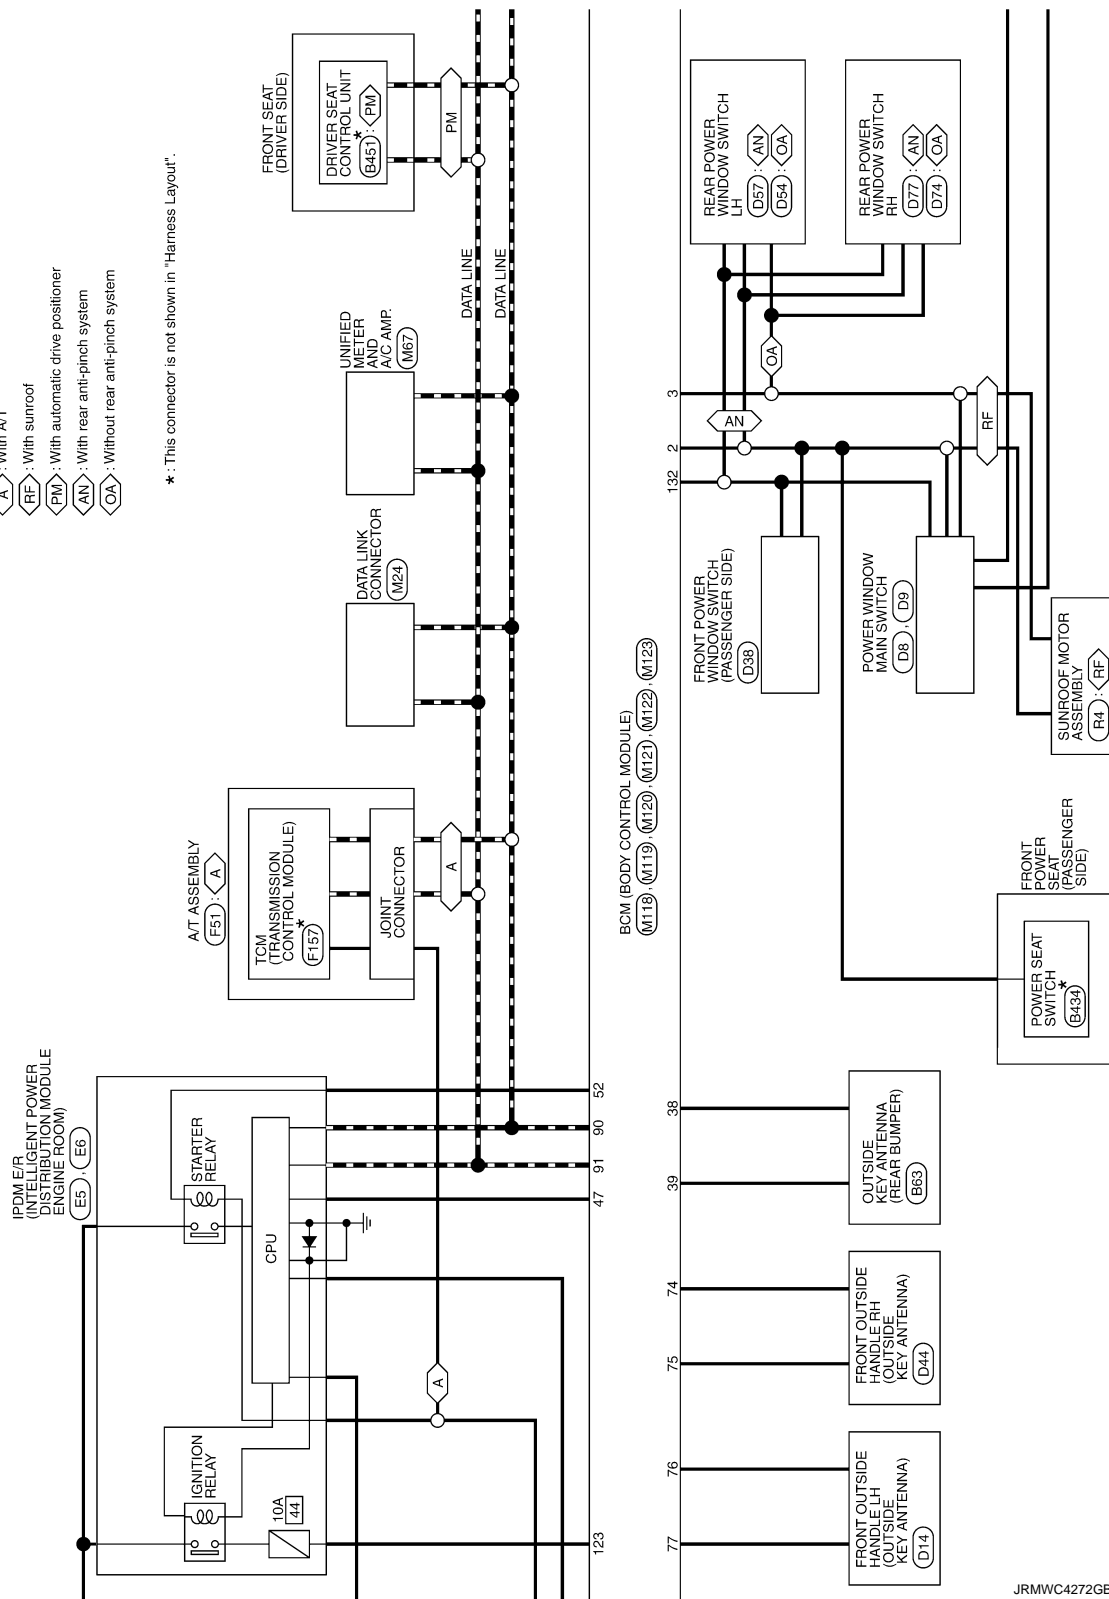 A : With A/T
RF : With sunroof
PM : With automatic drive positioner
AN : With rear anti-pinch system
OA : Without rear anti-pinch system
★ : This connector is not shown in "Harness Layout".
IPDM E/R
(INTELLIGENT POWER
DISTRIBUTION MODULE
ENGINE ROOM)
E5 , E6
IGNITION
RELAY
10A
44
STARTER
RELAY
CPU
A
A/T ASSEMBLY
F51 : A
TCM
(TRANSMISSION
CONTROL MODULE)
★
F157
JOINT
CONNECTOR
A
DATA LINK
CONNECTOR
M24
UNIFIED
METER
AND
A/C AMP.
M67
FRONT SEAT
(DRIVER SIDE)
DRIVER SEAT
CONTROL UNIT
★
B451 : PM
PM
DATA LINE
DATA LINE
123
47
91
90
52
BCM (BODY CONTROL MODULE)
M118 , M119 , M120 , M121 , M122 , M123
77
76
75
74
39
38
132
2
3
FRONT OUTSIDE
HANDLE LH
(OUTSIDE
KEY ANTENNA)
D14
FRONT OUTSIDE
HANDLE RH
(OUTSIDE
KEY ANTENNA)
D44
OUTSIDE
KEY ANTENNA
(REAR BUMPER)
B63
FRONT
POWER
SEAT
(PASSENGER
SIDE)
POWER SEAT
SWITCH
★
B434
FRONT POWER
WINDOW SWITCH
(PASSENGER SIDE)
D38
POWER WINDOW
MAIN SWITCH
D8 , D9
SUNROOF MOTOR
ASSEMBLY
R4 : RF
AN
OA
RF
REAR POWER
WINDOW SWITCH
LH
D57 : AN
D54 : OA
REAR POWER
WINDOW SWITCH
RH
D77 : AN
D74 : OA
JRMWC4272GB